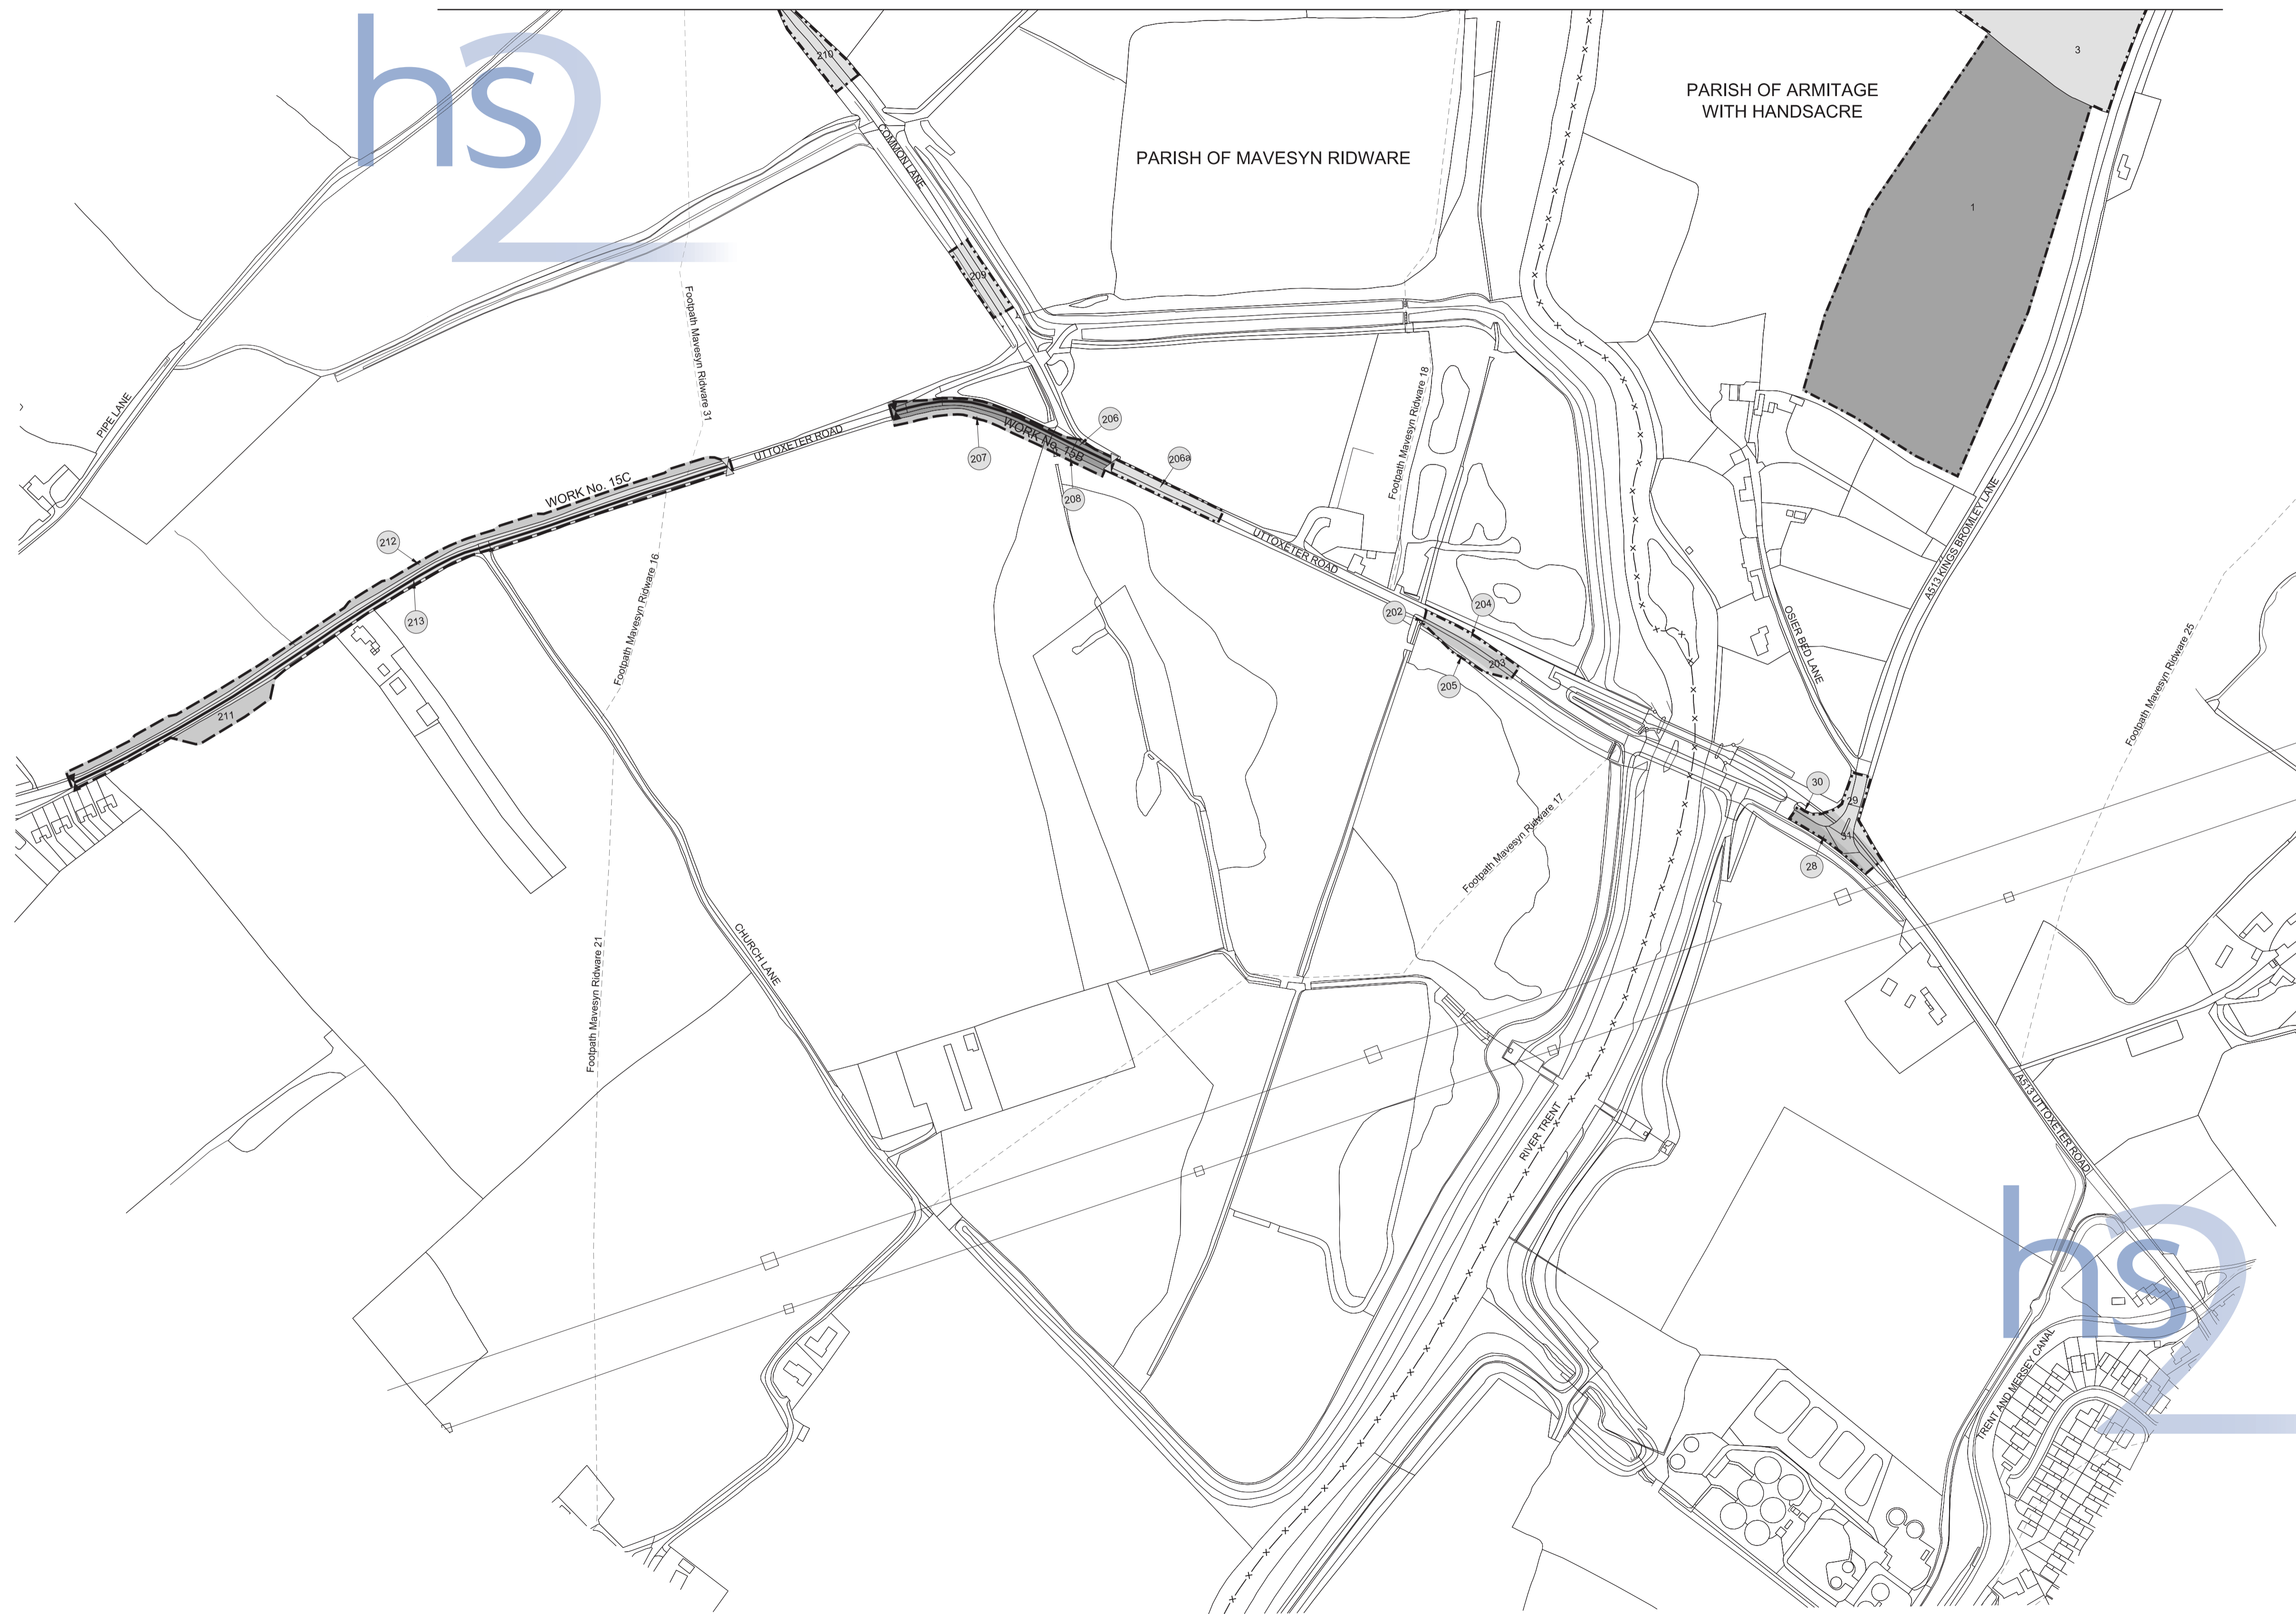 hs2
210
3
PARISH OF ARMITAGE
WITH HANDSACRE
COMMON LANE
PARISH OF MAVESYN RIDWARE
1
209
Footpath Mavesyn Ridware 31
PIPE LANE
Footpath Mavesyn Ridware 18
206
UTTOXETER ROAD
WORK No. 15B
207
206a
208
WORK No. 15C
212
UTTOXETER ROAD
A513 KINGS BROMLEY LANE
213
Footpath Mavesyn Ridware 16
202
204
203
205
OSIER BED LANE
Footpath Mavesyn Ridware 25
211
30
29
31
28
Footpath Mavesyn Ridware 17
CHURCH LANE
Footpath Mavesyn Ridware 21
RIVER TRENT
A513 UTTOXETER ROAD
hs2
TRENT AND MERSEY CANAL